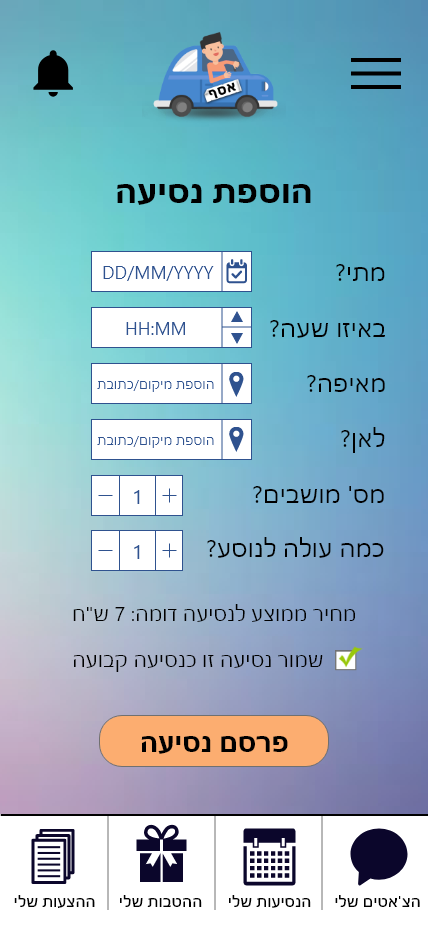 אסף
הוספת נסיעה
מתי?
DD/MM/YYYY
באיזו שעה?
HH:MM
מאיפה?
הוספת מיקום/כתובת
לאן?
הוספת מיקום/כתובת
מס' מושבים?
1
כמה עולה לנוסע?
1
מחיר ממוצע לנסיעה דומה: 7 ש"ח
שמור נסיעה זו כנסיעה קבועה
פרסם נסיעה
הצ'אטים שלי
הנסיעות שלי
ההטבות שלי
ההצעות שלי